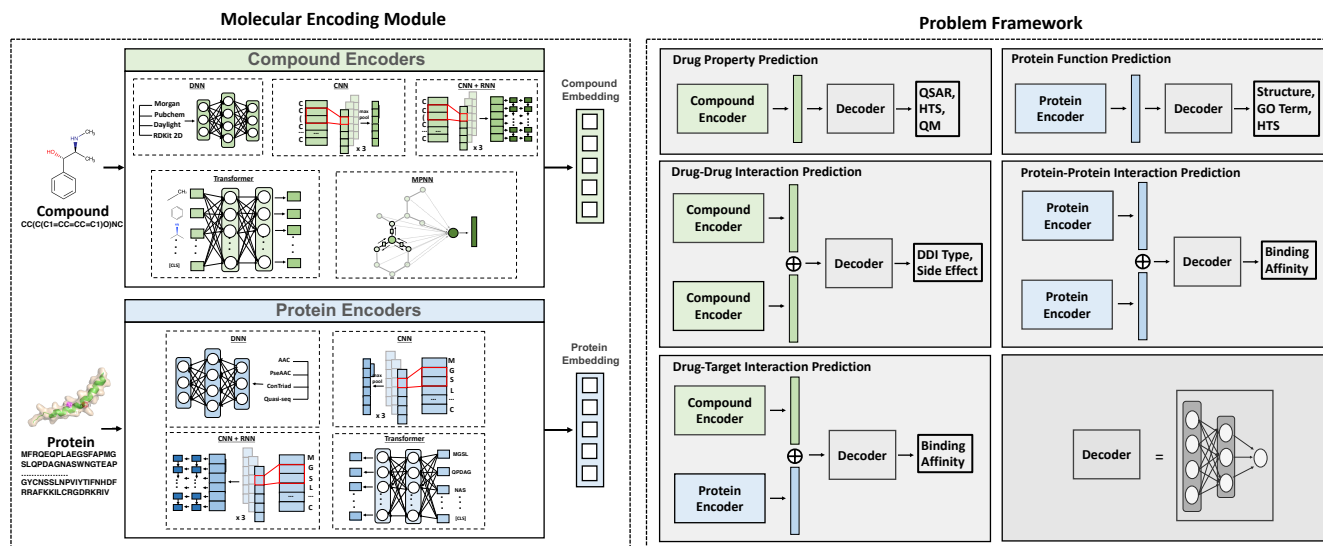 Molecular Encoding Module
Compound Encoders
DNN
Morgan
Pubchem
Daylight
RDKit 2D
CNN
C
C
C
C
...
C
max
pool
x 3
CNN + RNN
C
C
C
C
...
C
x 3
Transformer
CH₃
[CLS]
MPNN
HO
HN
CH₃
CH₃
Compound
CC(C(C1=CC=CC=C1)O)NC
Compound
Embedding
Protein Encoders
DNN
AAC
PseAAC
ConTriad
Quasi-seq
CNN
max
pool
x 3
M
G
S
L
...
C
CNN + RNN
x 3
M
G
S
L
...
C
Transformer
MGSL
QPDAG
NAS
[CLS]
Protein
MFRQEQPLAEGSFAPMG
SLQPDAGNASWNGTEAP
....................
GYCNSSLNPVIYTIFNHDF
RRAFKKILCRGDRKRIV
Protein
Embedding
Problem Framework
Drug Property Prediction
Compound
Encoder
Decoder
QSAR,
HTS,
QM
Protein Function Prediction
Protein
Encoder
Decoder
Structure,
GO Term,
HTS
Drug-Drug Interaction Prediction
Compound
Encoder
Compound
Encoder
Decoder
DDI Type,
Side Effect
Protein-Protein Interaction Prediction
Protein
Encoder
Protein
Encoder
Decoder
Binding
Affinity
Drug-Target Interaction Prediction
Compound
Encoder
Protein
Encoder
Decoder
Binding
Affinity
Decoder
=